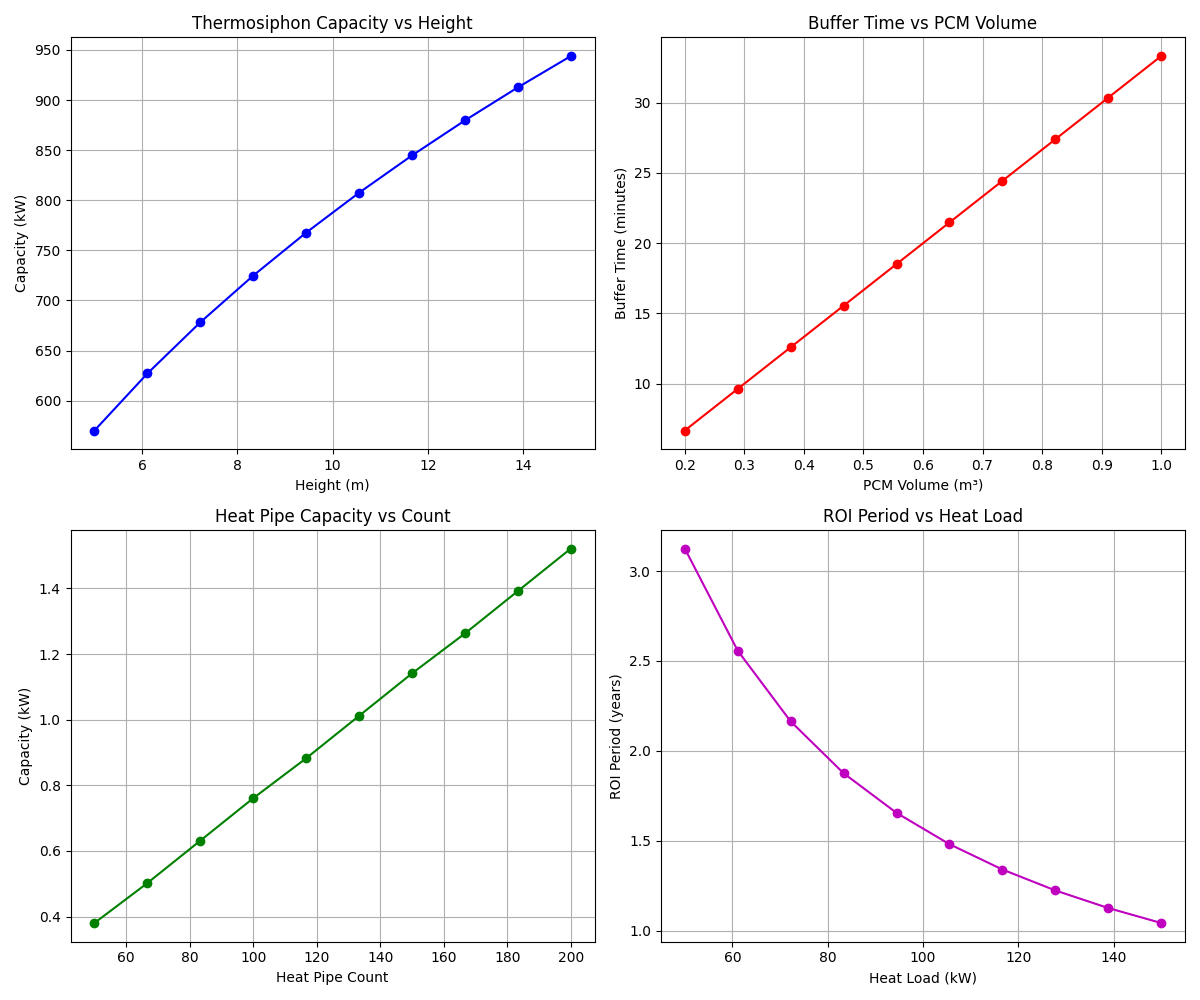 Thermosiphon Capacity vs Height
Capacity (kW)
950
900
850
800
750
700
650
600
6 8 10 12 14
Height (m)
Buffer Time vs PCM Volume
Buffer Time (minutes)
30
25
20
15
10
0.2 0.3 0.4 0.5 0.6 0.7 0.8 0.9 1.0
PCM Volume (m³)
Heat Pipe Capacity vs Count
Capacity (kW)
1.4
1.2
1.0
0.8
0.6
0.4
60 80 100 120 140 160 180 200
Heat Pipe Count
ROI Period vs Heat Load
ROI Period (years)
3.0
2.5
2.0
1.5
1.0
60 80 100 120 140
Heat Load (kW)